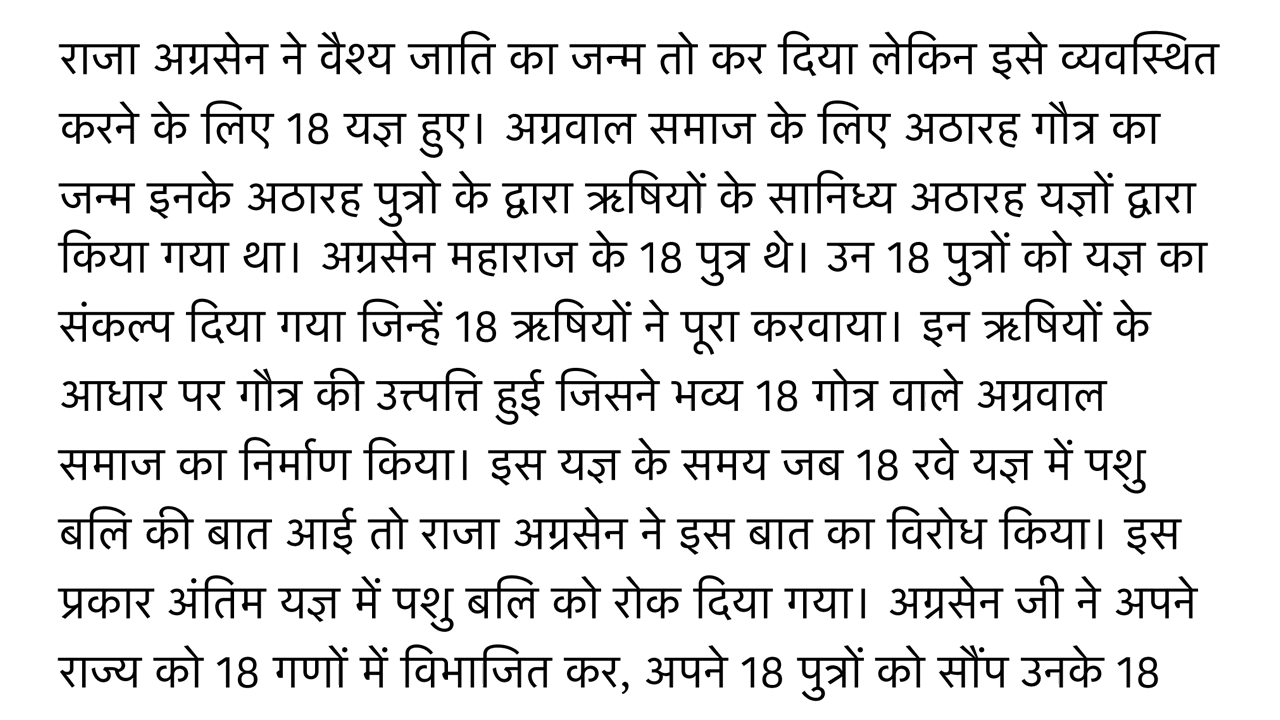 राजा अग्रसेन ने वैश्य जाति का जन्म तो कर दिया लेकिन इसे व्यवस्थित
करने के लिए 18 यज्ञ हुए। अग्रवाल समाज के लिए अठारह गौत्र का
जन्म इनके अठारह पुत्रो के द्वारा ऋषियों के सानिध्य अठारह यज्ञों द्वारा
किया गया था। अग्रसेन महाराज के 18 पुत्र थे। उन 18 पुत्रों को यज्ञ का
संकल्प दिया गया जिन्हें 18 ऋषियों ने पूरा करवाया। इन ऋषियों के
आधार पर गौत्र की उत्त्पत्ति हुई जिसने भव्य 18 गोत्र वाले अग्रवाल
समाज का निर्माण किया। इस यज्ञ के समय जब 18 रवे यज्ञ में पशु
बलि की बात आई तो राजा अग्रसेन ने इस बात का विरोध किया। इस
प्रकार अंतिम यज्ञ में पशु बलि को रोक दिया गया। अग्रसेन जी ने अपने
राज्य को 18 गणों में विभाजित कर, अपने 18 पुत्रों को सौंप उनके 18